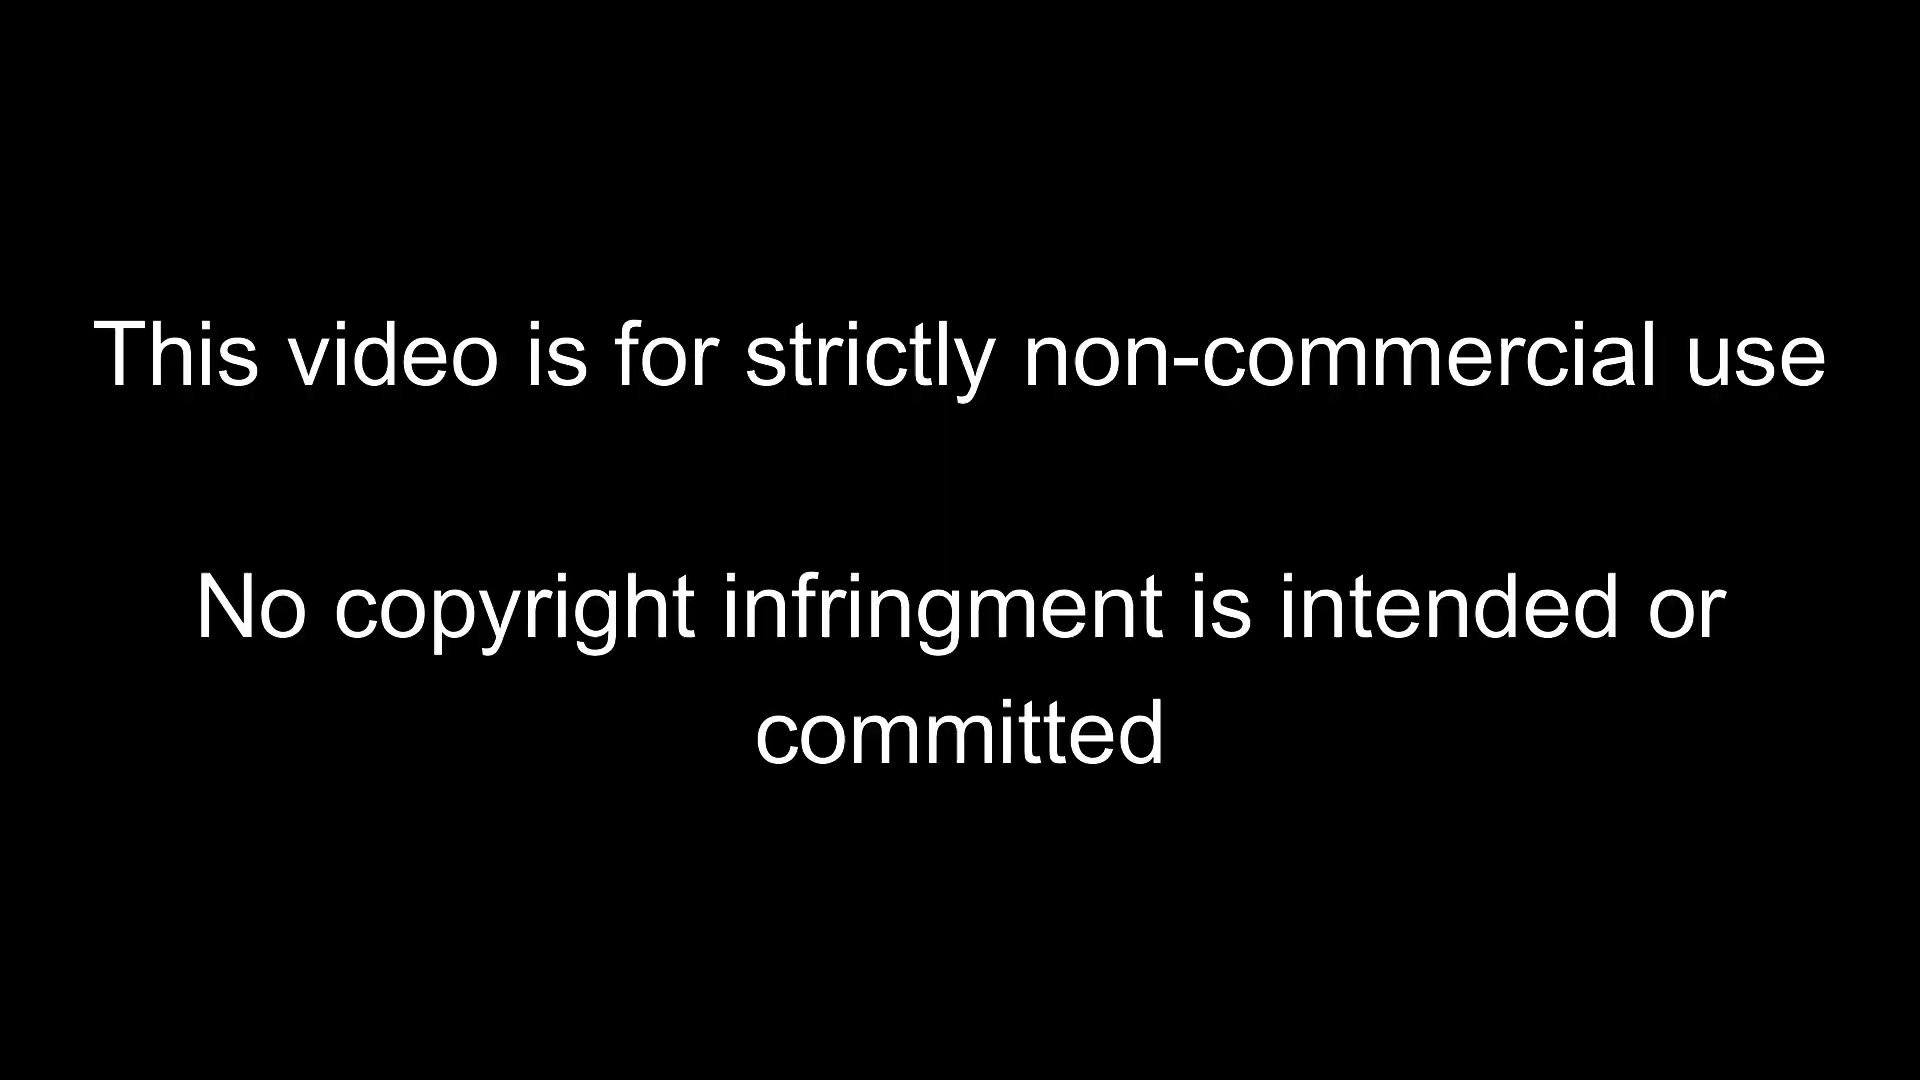 This video is for strictly non-commercial use
No copyright infringment is intended or
committed